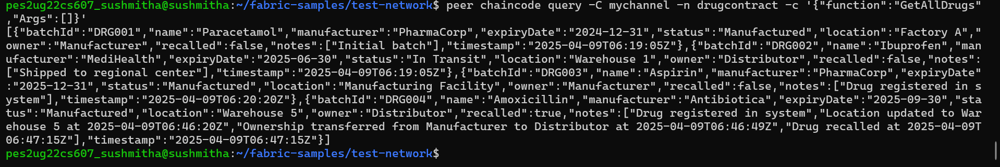 pes2ug22cs607_sushmitha@sushmitha:~/fabric-samples/test-network$ peer chaincode query -C mychannel -n drugcontract -c '{"function":"GetAllDrugs"
,"Args":[]}'
[{"batchId":"DRG001","name":"Paracetamol","manufacturer":"PharmaCorp","expiryDate":"2024-12-31","status":"Manufactured","location":"Factory A","
owner":"Manufacturer","recalled":false,"notes":["Initial batch"],"timestamp":"2025-04-09T06:19:05Z"},{"batchId":"DRG002","name":"Ibuprofen","man
ufacturer":"MediHealth","expiryDate":"2025-06-30","status":"In Transit","location":"Warehouse 1","owner":"Distributor","recalled":false,"notes":
["Shipped to regional center"],"timestamp":"2025-04-09T06:19:05Z"},{"batchId":"DRG003","name":"Aspirin","manufacturer":"PharmaCorp","expiryDate"
:"2025-12-31","status":"Manufactured","location":"Manufacturing Facility","owner":"Manufacturer","recalled":false,"notes":["Drug registered in s
ystem"],"timestamp":"2025-04-09T06:20:20Z"},{"batchId":"DRG004","name":"Amoxicillin","manufacturer":"Antibiotica","expiryDate":"2025-09-30","sta
tus":"Manufactured","location":"Warehouse 5","owner":"Distributor","recalled":true,"notes":["Drug registered in system","Location updated to War
ehouse 5 at 2025-04-09T06:46:20Z","Ownership transferred from Manufacturer to Distributor at 2025-04-09T06:46:49Z","Drug recalled at 2025-04-09T
06:47:15Z"],"timestamp":"2025-04-09T06:47:15Z"}]
pes2ug22cs607_sushmitha@sushmitha:~/fabric-samples/test-network$